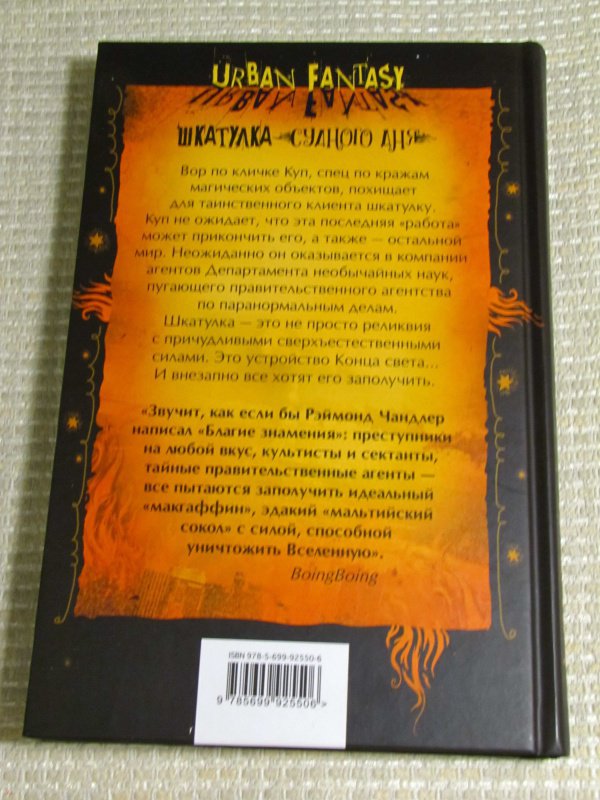 URBAN FANTASY
ШКАТУЛКА СУДНОГО ДНЯ
Вор по кличке Куп, спец по кражам
магических объектов, похищает
для таинственного клиента шкатулку.
Куп не ожидает, что эта последняя «работа»
может прикончить его, а также — остальной
мир. Неожиданно он оказывается в компании
агентов Департамента необычайных наук,
пугающего правительственного агентства
по паранормальным делам.
Шкатулка — это не просто реликвия
с причудливыми сверхъестественными
силами. Это устройство Конца света...
И внезапно все хотят его заполучить.
«Звучит, как если бы Рэймонд Чандлер
написал «Благие знамения»: преступники
на любой вкус, культисты и сектанты,
тайные правительственные агенты —
все пытаются заполучить идеальный
«макгаффин», эдакий «мальтийский
сокол» с силой, способной
уничтожить Вселенную».
BoingBoing
ISBN 978-5-699-92550-6
9 785699 925506 >